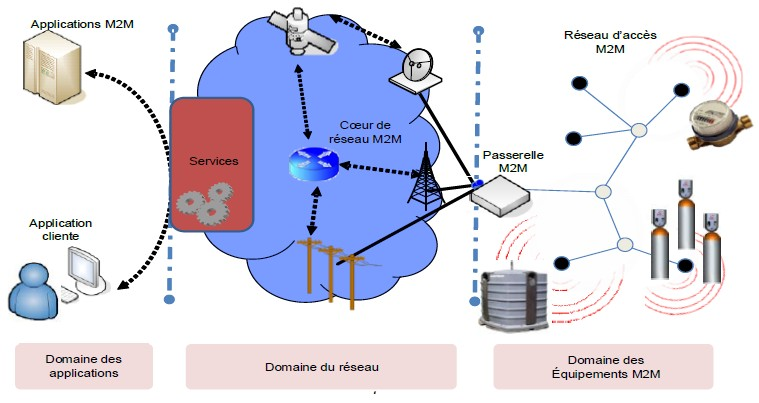 Applications M2M
Réseau d'accès
M2M
Cœur de
réseau M2M
Services
Passerelle
M2M
Application
cliente
Domaine des
applications
Domaine du réseau
Domaine des
Équipements M2M